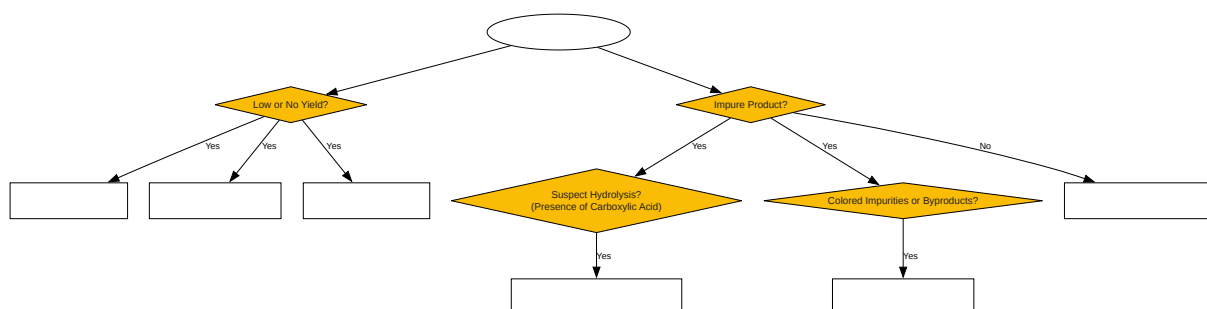 Low or No Yield?
Impure Product?
Yes
Yes
Yes
Yes
Yes
No
Suspect Hydrolysis?
(Presence of Carboxylic Acid)
Colored Impurities or Byproducts?
Yes
Yes